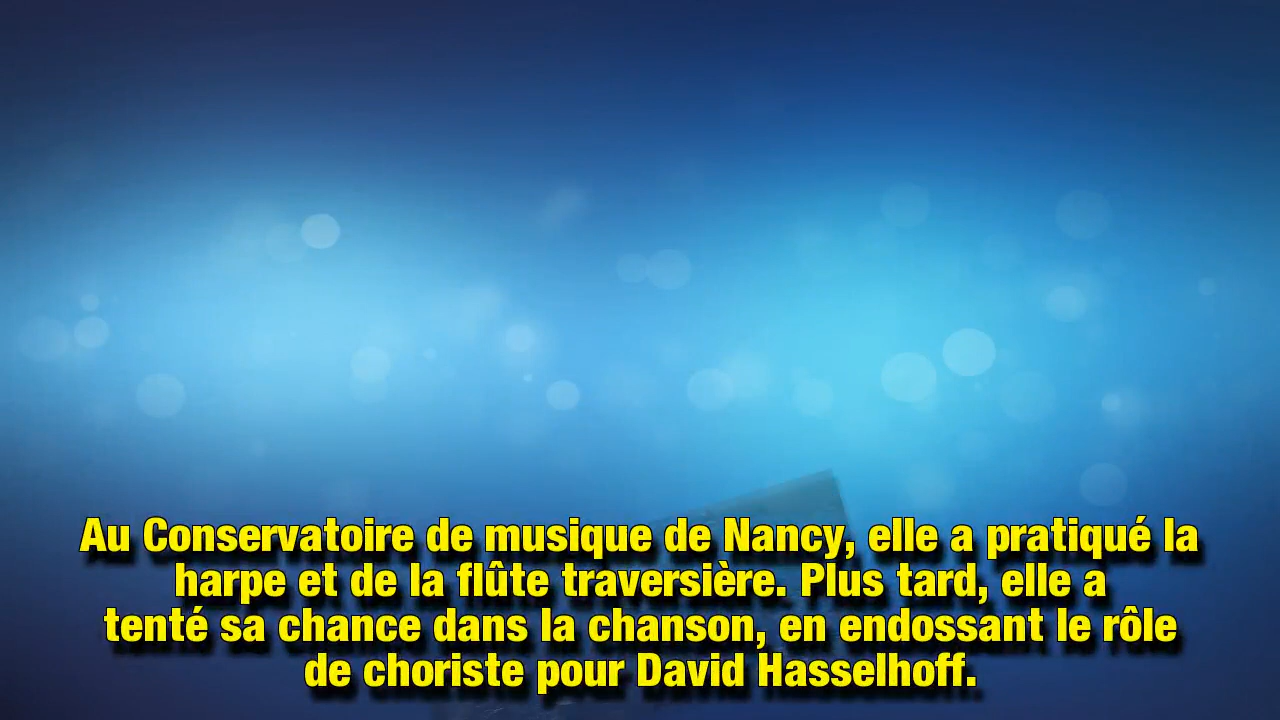 Au Conservatoire de musique de Nancy, elle a pratiqué la
harpe et de la flûte traversière. Plus tard, elle a
tenté sa chance dans la chanson, en endossant le rôle
de choriste pour David Hasselhoff.